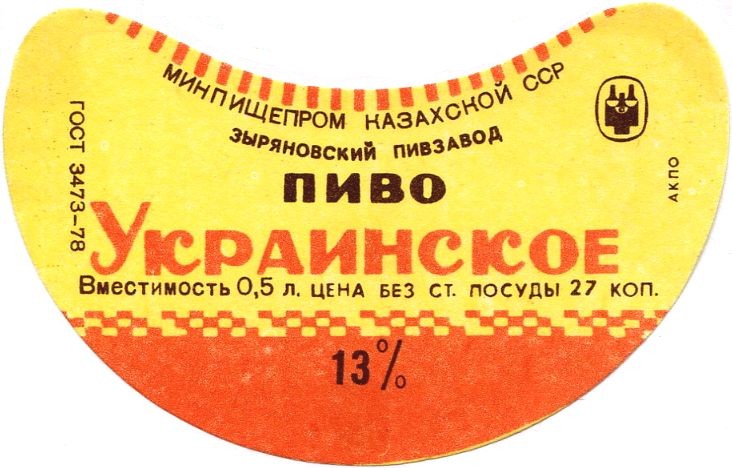 МИНПИЩЕПРОМ КАЗАХСКОЙ ССР
ЗЫРЯНОВСКИЙ ПИВЗАВОД
ПИВО
УКРАИНСКОЕ
Вместимость 0,5 л. ЦЕНА БЕЗ СТ. ПОСУДЫ 27 КОП.
13%
ГОСТ 3473-78
АКПО